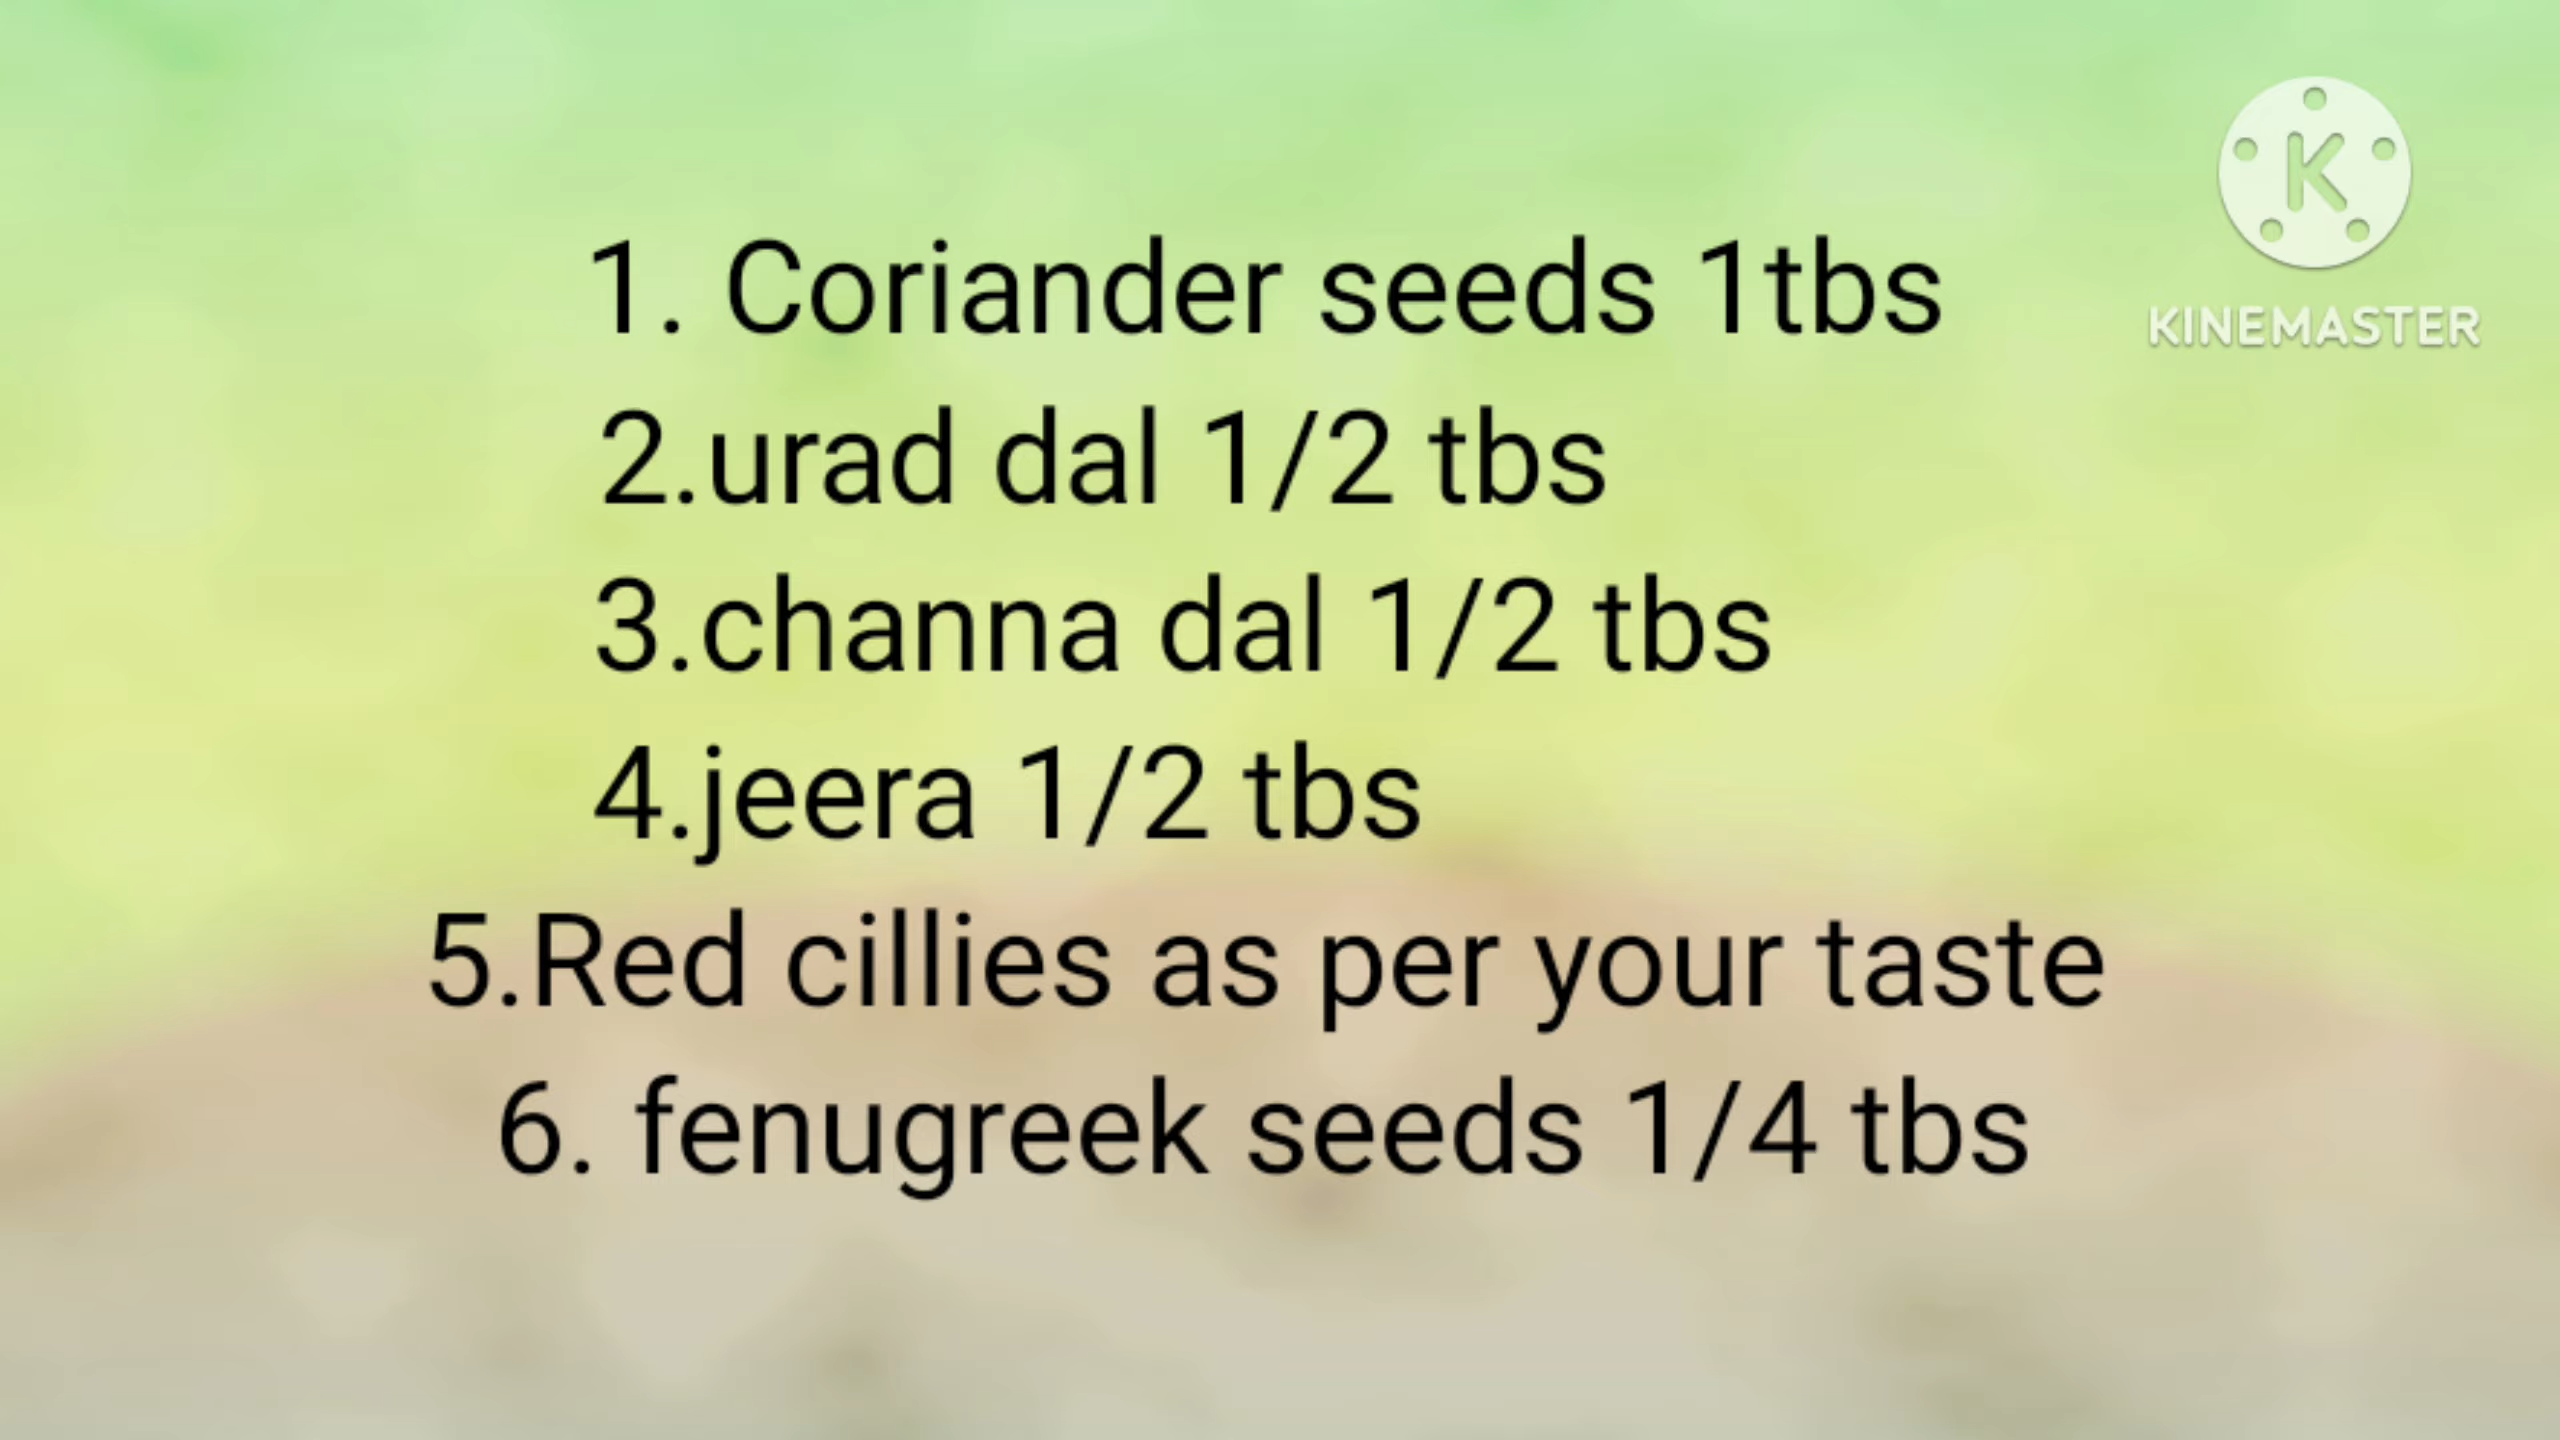 1. Coriander seeds 1tbs
2.urad dal 1/2 tbs
3.channa dal 1/2 tbs
4.jeera 1/2 tbs
5.Red cillies as per your taste
6. fenugreek seeds 1/4 tbs
K
KINEMASTER